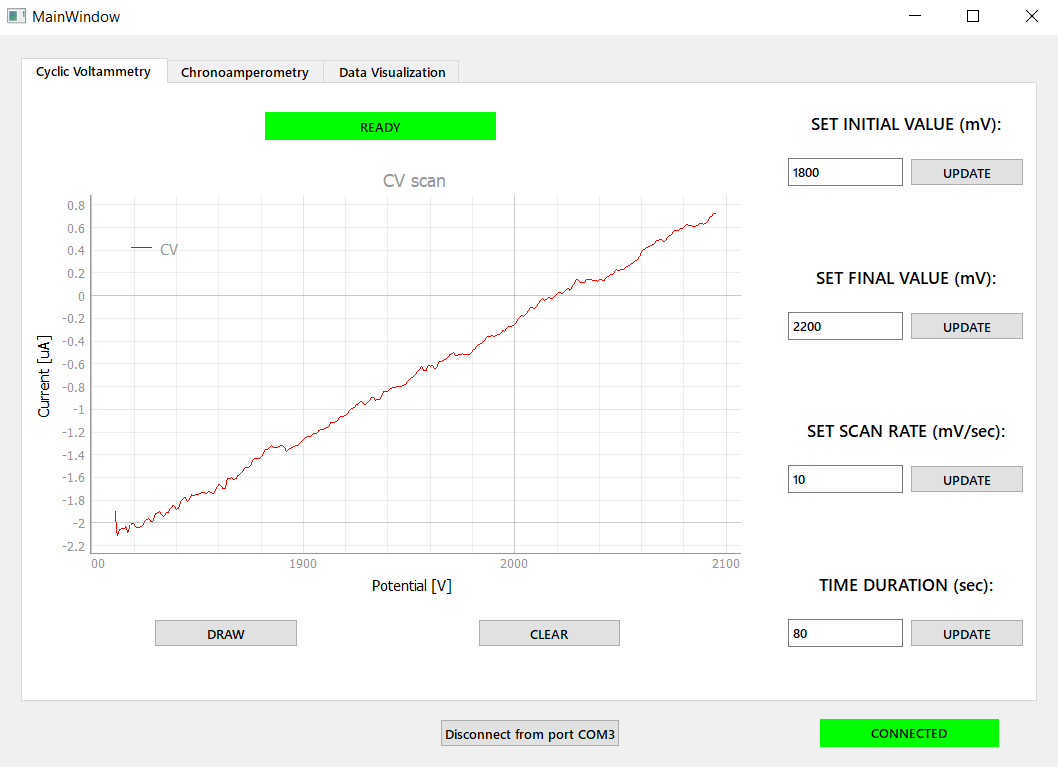 MainWindow
Cyclic Voltammetry
Chronoamperometry
Data Visualization
READY
CV scan
CV
0.8
0.6
0.4
0.2
0
-0.2
-0.4
-0.6
-0.8
-1
-1.2
-1.4
-1.6
-1.8
-2
-2.2
Current [uA]
00
1900
2000
2100
Potential [V]
DRAW
CLEAR
SET INITIAL VALUE (mV):
1800
UPDATE
SET FINAL VALUE (mV):
2200
UPDATE
SET SCAN RATE (mV/sec):
10
UPDATE
TIME DURATION (sec):
80
UPDATE
Disconnect from port COM3
CONNECTED